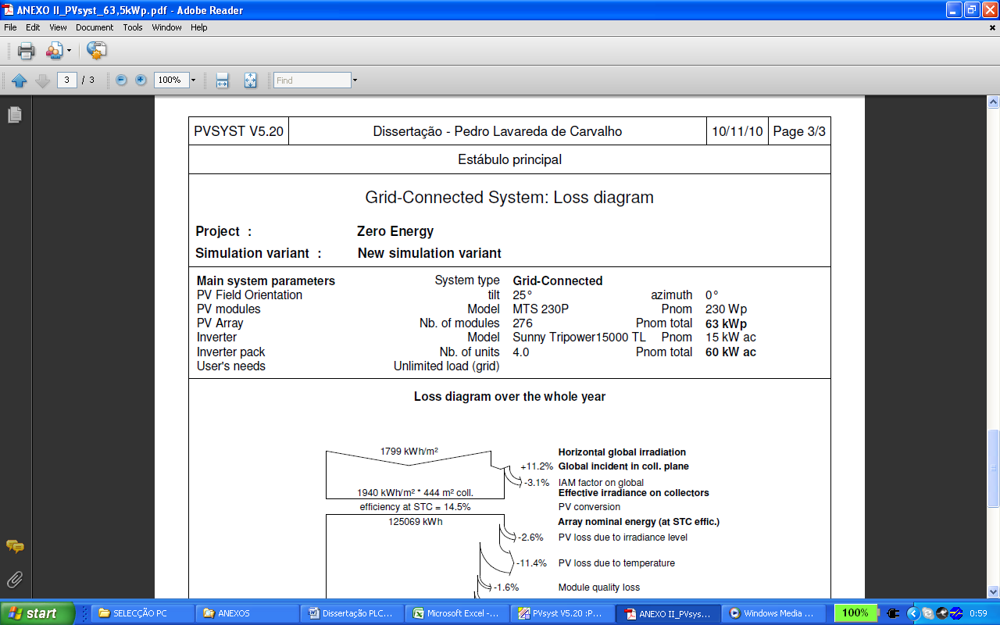 ANEXO II_PVsyst_63,5kWp.pdf - Adobe Reader
File Edit View Document Tools Window Help
3 / 3 100% Find
PVSYST V5.20 Dissertação - Pedro Lavareda de Carvalho 10/11/10 Page 3/3
Estábulo principal
Grid-Connected System: Loss diagram
Project : Zero Energy
Simulation variant : New simulation variant
Main system parameters System type Grid-Connected
PV Field Orientation tilt 25° azimuth 0°
PV modules Model MTS 230P Pnom 230 Wp
PV Array Nb. of modules 276 Pnom total 63 kWp
Inverter Model Sunny Tripower15000 TL Pnom 15 kW ac
Inverter pack Nb. of units 4.0 Pnom total 60 kW ac
User's needs Unlimited load (grid)
Loss diagram over the whole year
1799 kWh/m² Horizontal global irradiation
+11.2% Global incident in coll. plane
-3.1% IAM factor on global
1940 kWh/m² * 444 m² coll. Effective irradiance on collectors
efficiency at STC = 14.5% PV conversion
125069 kWh Array nominal energy (at STC effic.)
-2.6% PV loss due to irradiance level
-11.4% PV loss due to temperature
-1.6% Module quality loss
start SELECÇÃO PC ANEXOS Dissertação PLC... Microsoft Excel -... PVsyst V5.20 :P... ANEXO II_PVsys... Windows Media ... 100% 0:59